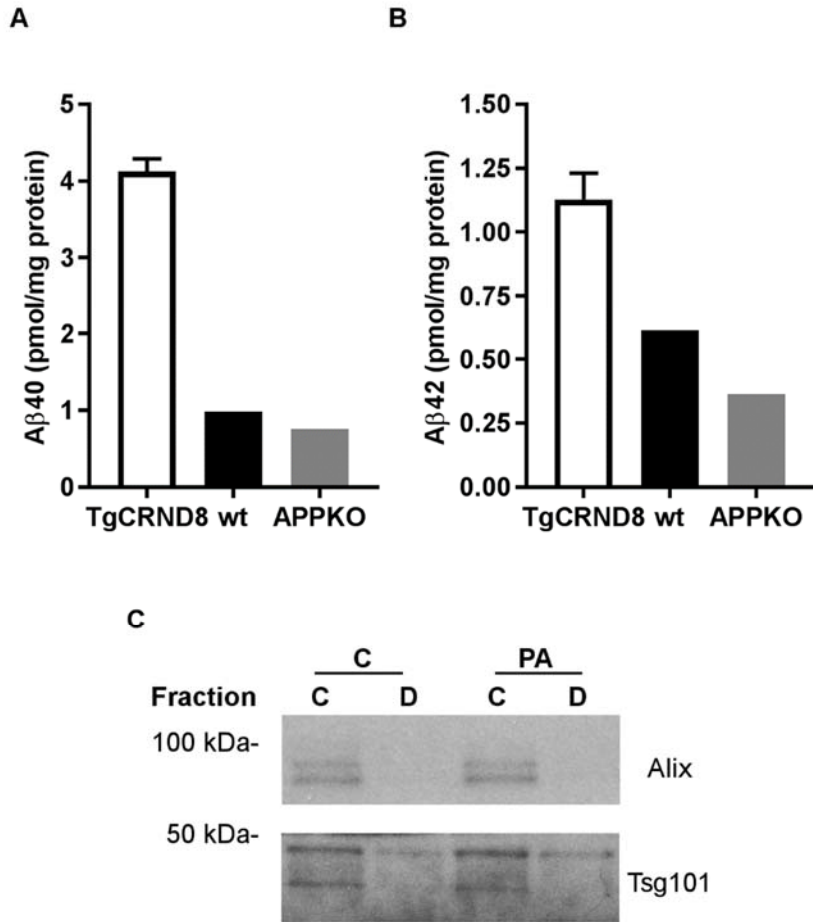 A
Aβ40 (pmol/mg protein)
5
4
3
2
1
0
TgCRND8 wt APPKO
B
Aβ42 (pmol/mg protein)
1.50
1.25
1.00
0.75
0.50
0.25
0.00
TgCRND8 wt APPKO
C
C PA
Fraction C D C D
100 kDa-
Alix
50 kDa-
Tsg101